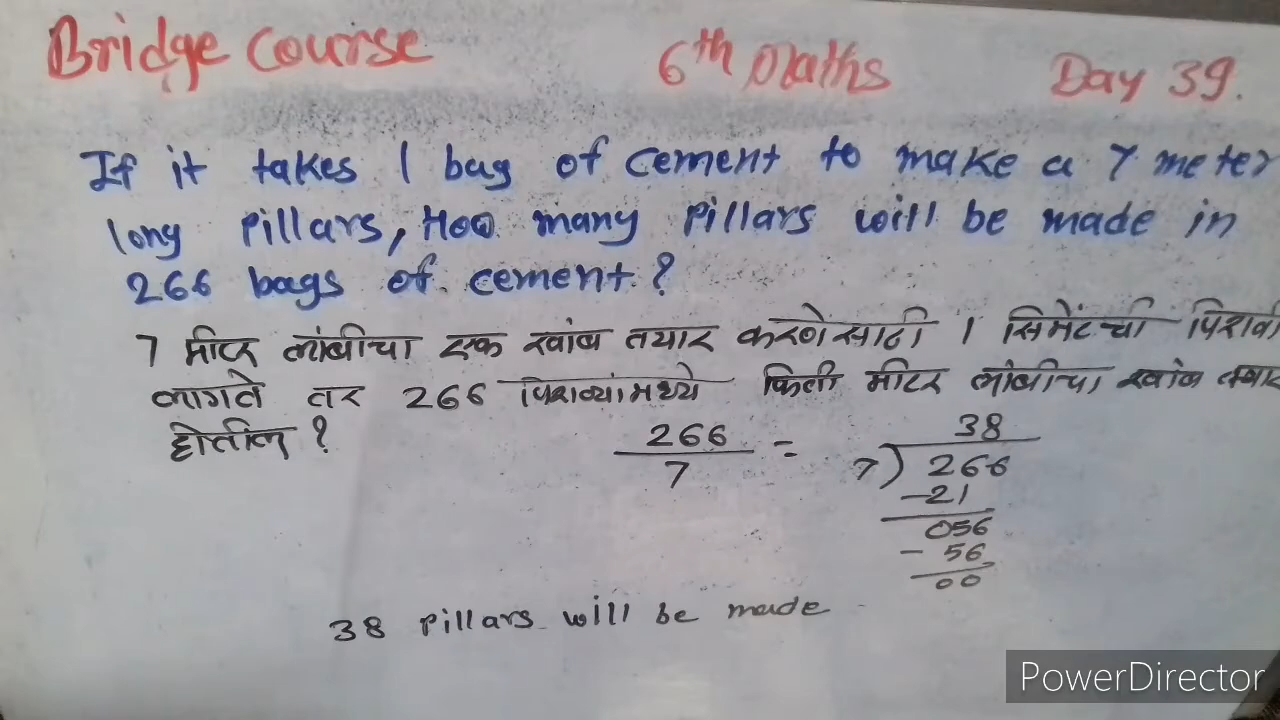 Bridge Course 6th Maths Day 39.
If it takes 1 bag of cement to make a 7 meter
long pillars, How many pillars will be made in
266 bags of cement?
7 मीटर लांबीचा एक खांब तयार करणेसाठी 1 सिमेंटची पिशवी
लागते तर 266 पिशव्यांमध्ये किती मीटर लांबीचा खांब तयार
होतील?
266 38
7 = 7) 266
-21
056
- 56
00
38 pillars will be made
PowerDirector